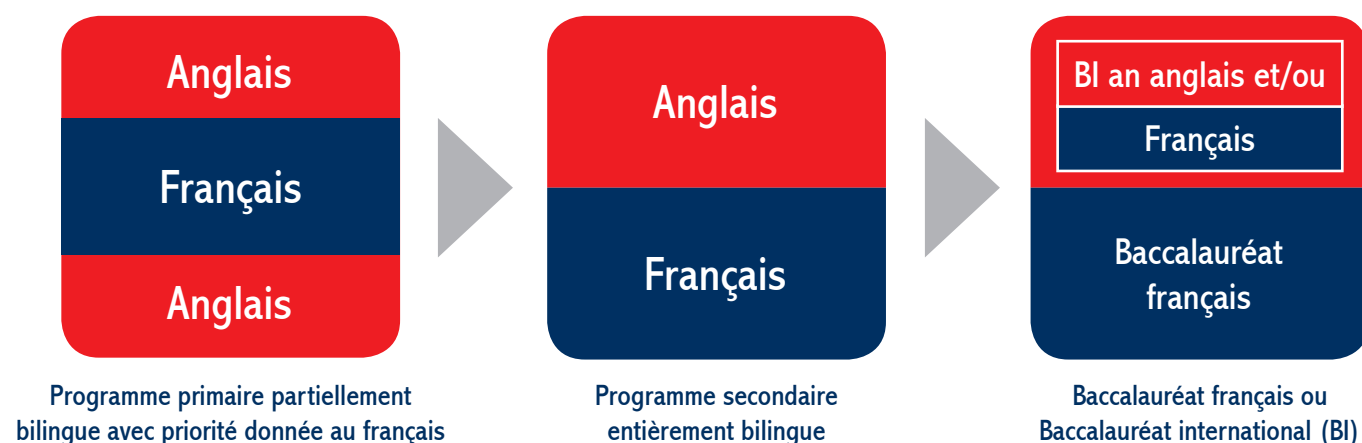 Anglais
Français
Anglais
Programme primaire partiellement
bilingue avec priorité donnée au français
Anglais
Français
Programme secondaire
entièrement bilingue
BI an anglais et/ou
Français
Baccalauréat
français
Baccalauréat français ou
Baccalauréat international (BI)